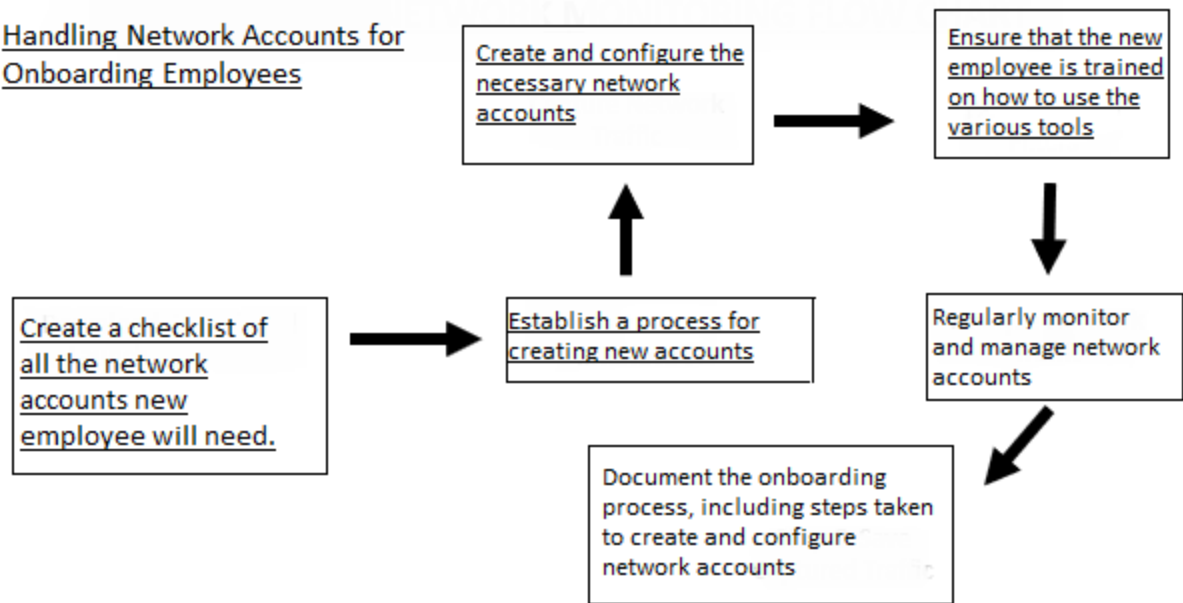 Handling Network Accounts for
Onboarding Employees
Create a checklist of
all the network
accounts new
employee will need.
Establish a process for
creating new accounts
Create and configure the
necessary network
accounts
Ensure that the new
employee is trained
on how to use the
various tools
Regularly monitor
and manage network
accounts
Document the onboarding
process, including steps taken
to create and configure
network accounts